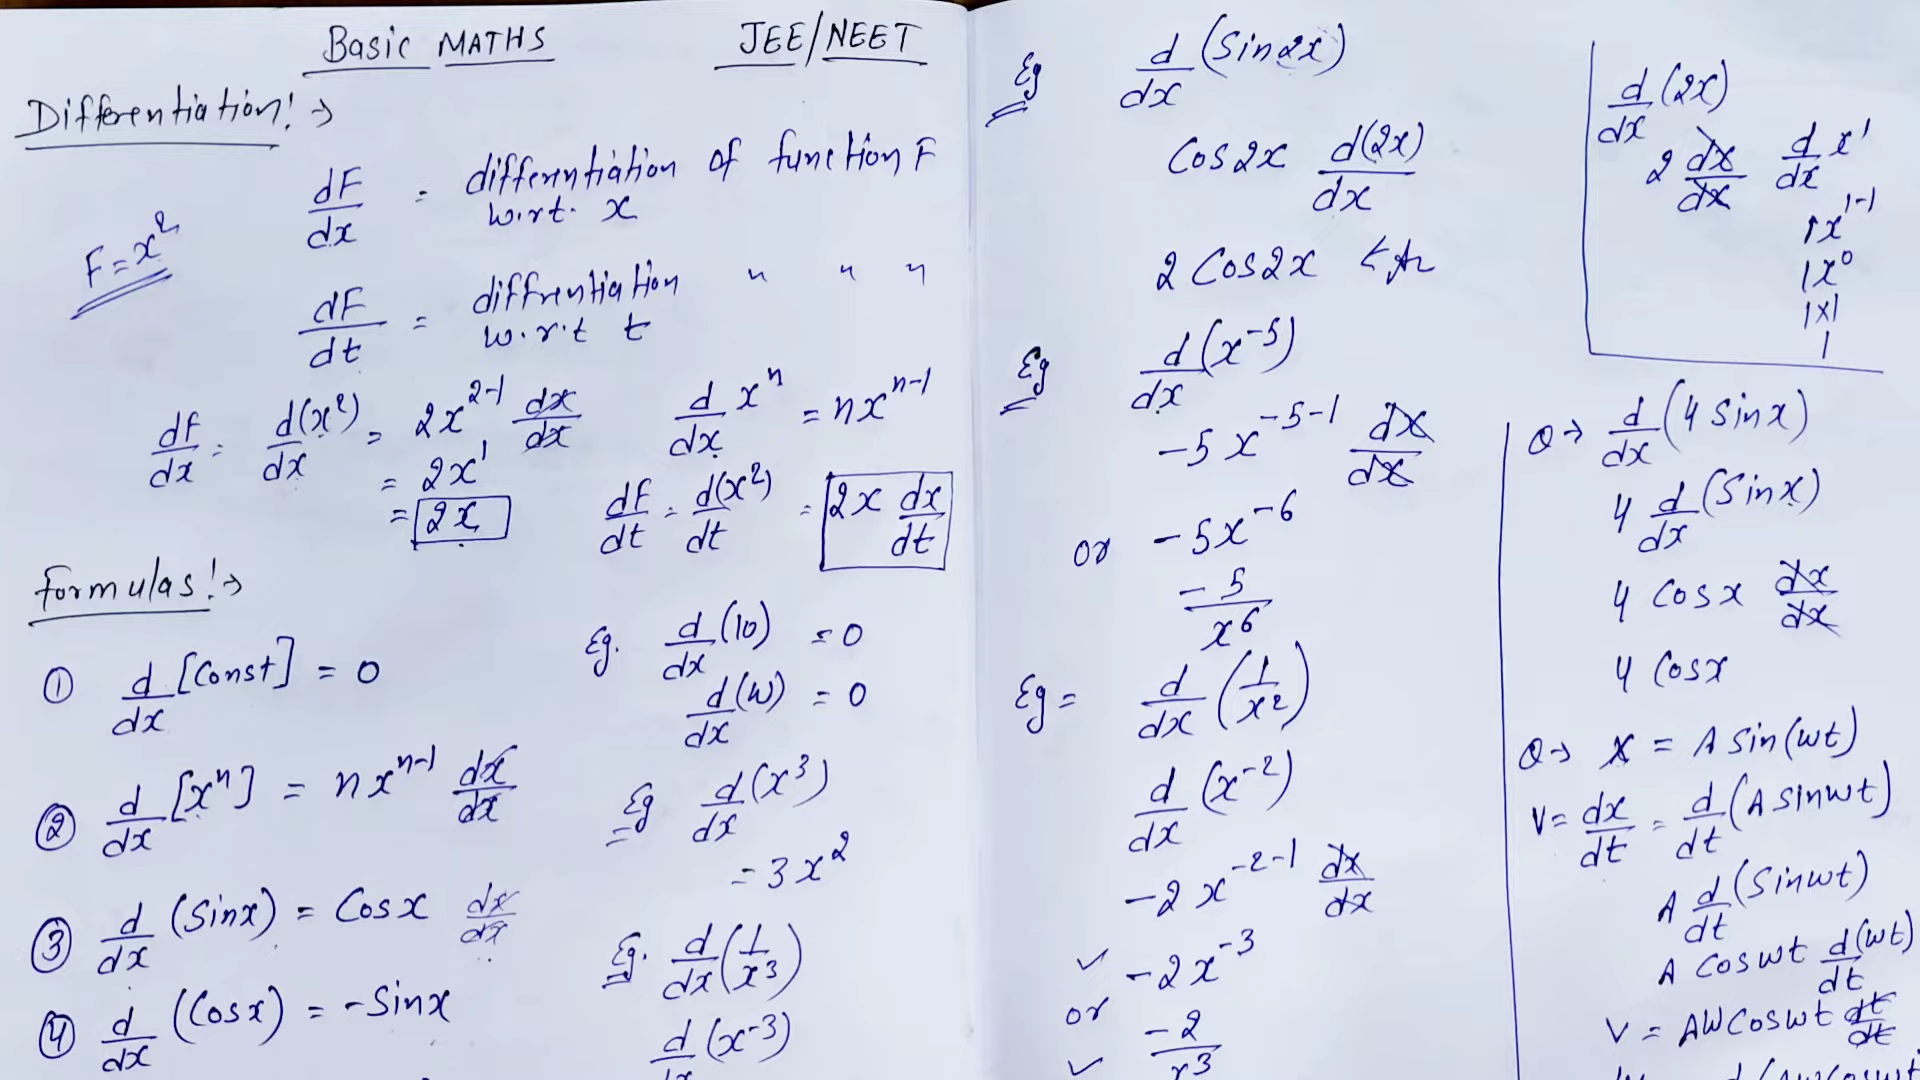 Basic MATHS JEE/NEET
Differentiation!→
F=x²
dF/dx = differentiation of function F
w.r.t. x
dF/dt = differentiation " " "
w.r.t t
dF/dx = d(x²)/dx = 2x^(2-1) dx/dx
= 2x¹
= 2x
d/dx xⁿ = nx^(n-1)
dF/dt = d(x²)/dt = 2x dx/dt
Formulas!→
① d/dx [Const] = 0
Eg. d/dx (10) = 0
d/dx (W) = 0
② d/dx [xⁿ] = nx^(n-1) dx/dx
Eg d/dx (x³)
= 3x²
③ d/dx (Sinx) = Cosx dx/dx
Eg. d/dx (1/x³)
④ d/dx (Cosx) = -Sinx
d/dx (x⁻³)
Eg d/dx (Sin2x)
Cos2x d(2x)/dx
2 Cos2x
d/dx (2x)
2 dx/dx d/dx x¹
1x^(1-1)
1x⁰
1×1
1
Eg d/dx (x⁻⁵)
-5x^(-5-1) dx/dx
or -5x⁻⁶
-5/x⁶
Eg = d/dx (1/x²)
d/dx (x⁻²)
-2x^(-2-1) dx/dx
✓ -2x⁻³
or
✓ -2/x³
Q→ d/dx (4 Sinx)
4 d/dx (Sinx)
4 Cosx dx/dx
4 Cosx
Q→ x = A Sin(wt)
V = dx/dt = d/dt (A Sinwt)
A d/dt (Sinwt)
A Coswt d(wt)/dt
V = AWCoswt dt/dt